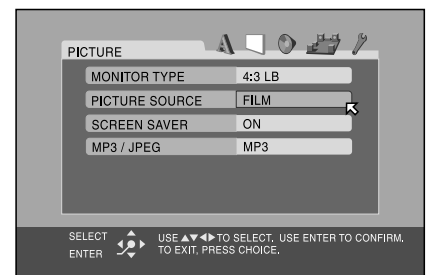 PICTURE
MONITOR TYPE 4:3 LB
PICTURE SOURCE FILM
SCREEN SAVER ON
MP3 / JPEG MP3
SELECT
ENTER
USE ▲▼◀▶ TO SELECT. USE ENTER TO CONFIRM.
TO EXIT, PRESS CHOICE.